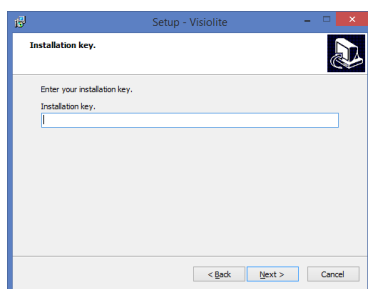 Setup - Visiolite
Installation key.
Enter your installation key.
Installation key.
< Back Next > Cancel